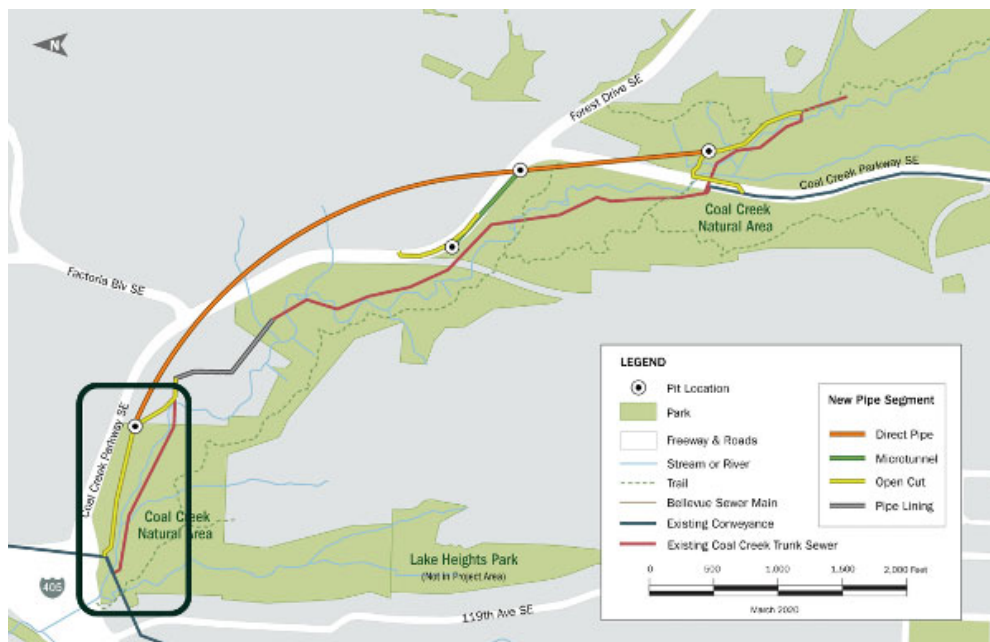 N
Forest Drive SE
Coal Creek Parkway SE
Coal Creek
Natural Area
Factoria Blv SE
Coal Creek Parkway SE
Coal Creek
Natural Area
Lake Heights Park
(Not in Project Area)
405
119th Ave SE
LEGEND
Pit Location
Park
Freeway & Roads
Stream or River
Trail
Bellevue Sewer Main
Existing Conveyance
Existing Coal Creek Trunk Sewer
New Pipe Segment
Direct Pipe
Microtunnel
Open Cut
Pipe Lining
0 500 1,000 1,500 2,000 Feet
March 2020